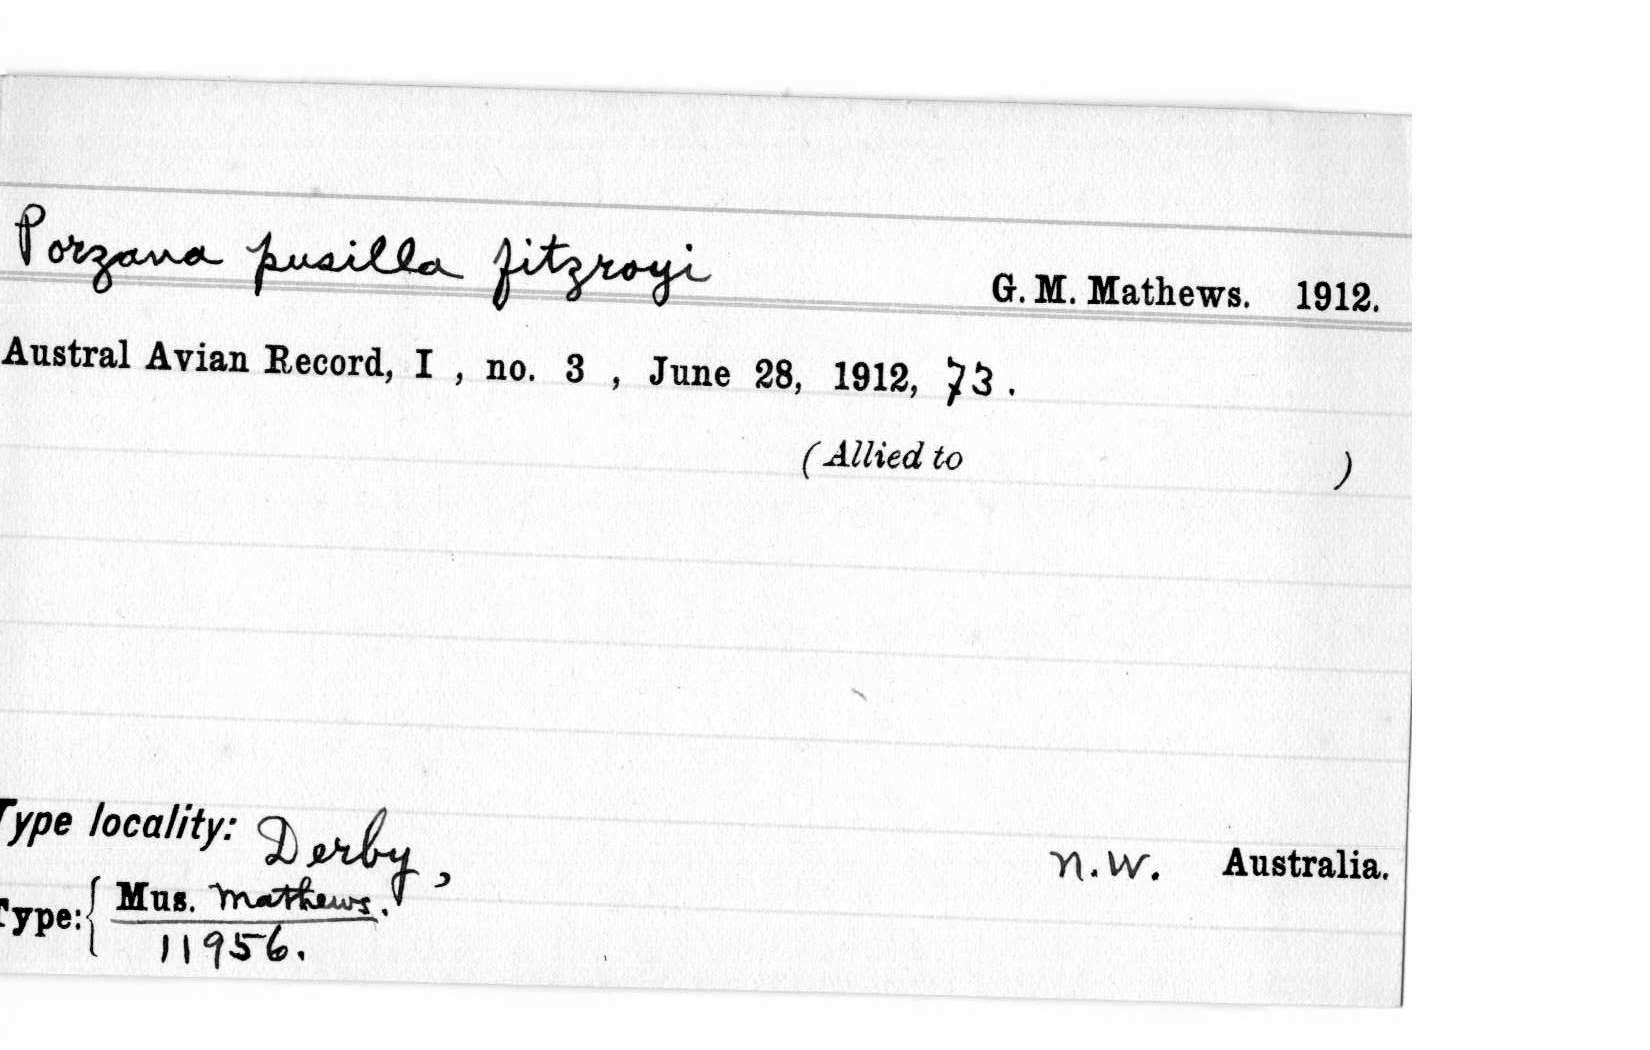 Porzana pusilla fitzroyi
G. M. Mathews. 1912.
Austral Avian Record, I , no. 3 , June 28, 1912, 73 .
(Allied to )
Type locality: Derby,
N.W. Australia.
Type: { Mus. Mathews.
11956.